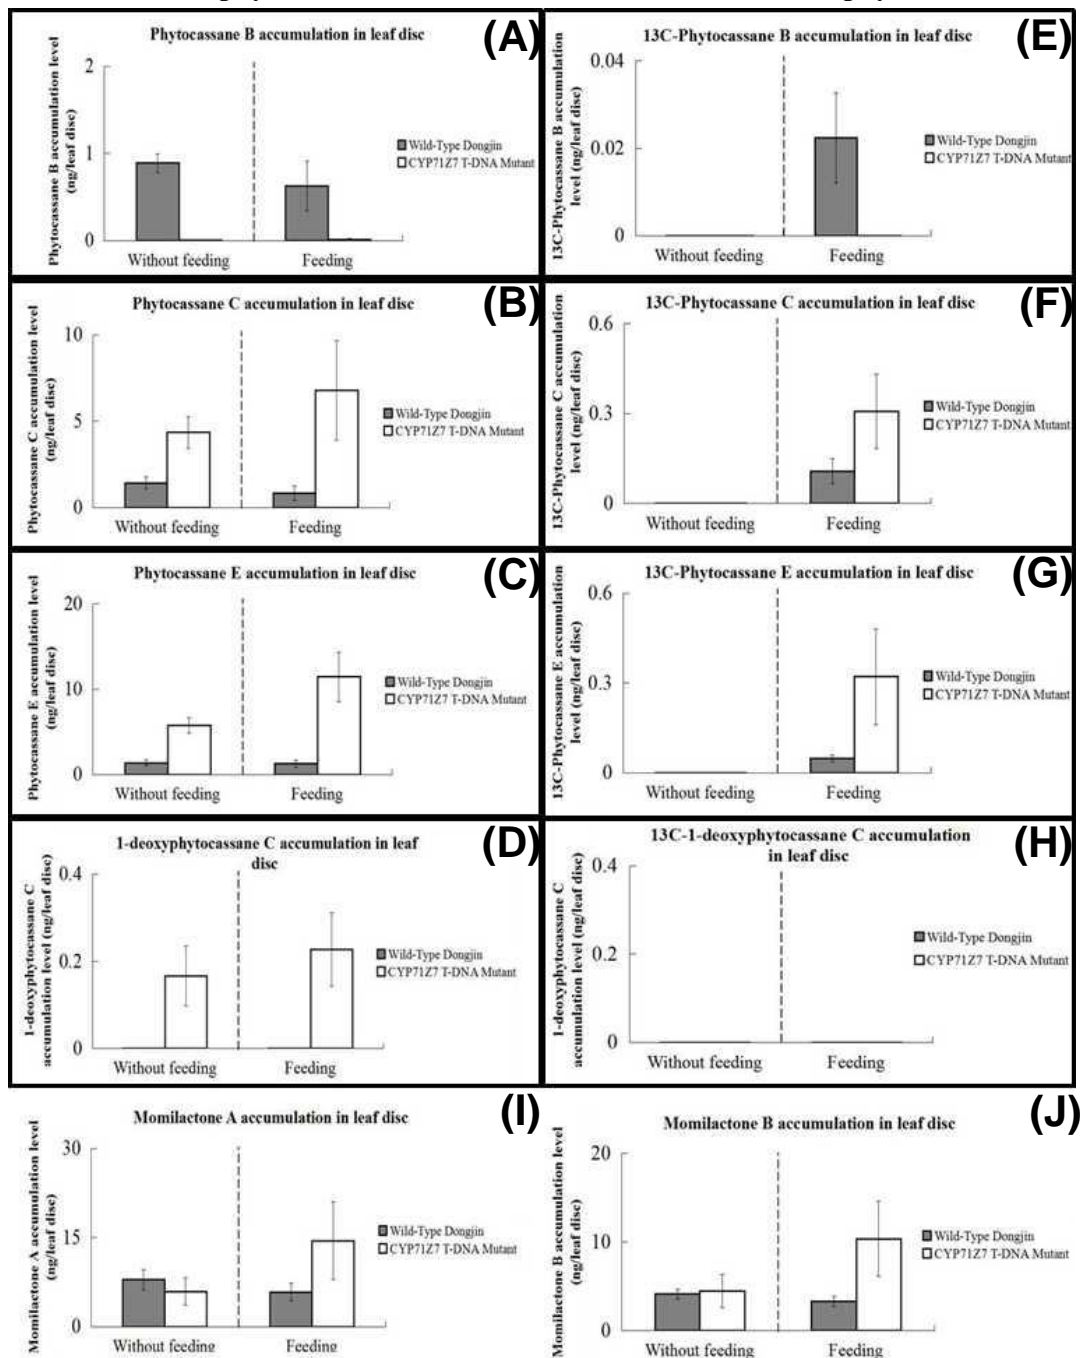 Phytocassane B accumulation in leaf disc
(A)
Phytocassane B accumulation level
(ng/leaf disc)
2
1
0
Wild-Type Dongjin
CYP71Z7 T-DNA Mutant
Without feeding
Feeding
13C-Phytocassane B accumulation in leaf disc
(E)
13C-Phytocassane B accumulation
level (ng/leaf disc)
0.04
0.02
0
Wild-Type Dongjin
CYP71Z7 T-DNA Mutant
Without feeding
Feeding
Phytocassane C accumulation in leaf disc
(B)
Phytocassane C accumulation level
(ng/leaf disc)
10
5
0
Wild-Type Dongjin
CYP71Z7 T-DNA Mutant
Without feeding
Feeding
13C-Phytocassane C accumulation in leaf disc
(F)
13C-Phytocassane C accumulation
level (ng/leaf disc)
0.6
0.3
0
Wild-Type Dongjin
CYP71Z7 T-DNA Mutant
Without feeding
Feeding
Phytocassane E accumulation in leaf disc
(C)
Phytocassane E accumulation level
(ng/leaf disc)
20
10
0
Wild-Type Dongjin
CYP71Z7 T-DNA Mutant
Without feeding
Feeding
13C-Phytocassane E accumulation in leaf disc
(G)
13C-Phytocassane E accumulation
level (ng/leaf disc)
0.6
0.3
0
Wild-Type Dongjin
CYP71Z7 T-DNA Mutant
Without feeding
Feeding
1-deoxyphytocassane C accumulation in leaf
disc
(D)
1-deoxyphytocassane C
accumulation level (ng/leaf disc)
0.4
0.2
0
Wild-Type Dongjin
CYP71Z7 T-DNA Mutant
Without feeding
Feeding
13C-1-deoxyphytocassane C accumulation
in leaf disc
(H)
1-deoxyphytocassane C
accumulation level (ng/leaf disc)
0.4
0.2
0
Wild-Type Dongjin
CYP71Z7 T-DNA Mutant
Without feeding
Feeding
Momilactone A accumulation in leaf disc
(I)
Momilactone A accumulation level
(ng/leaf disc)
30
15
0
Wild-Type Dongjin
CYP71Z7 T-DNA Mutant
Without feeding
Feeding
Momilactone B accumulation in leaf disc
(J)
Momilactone B accumulation level
(ng/leaf disc)
20
10
0
Wild-Type Dongjin
CYP71Z7 T-DNA Mutant
Without feeding
Feeding